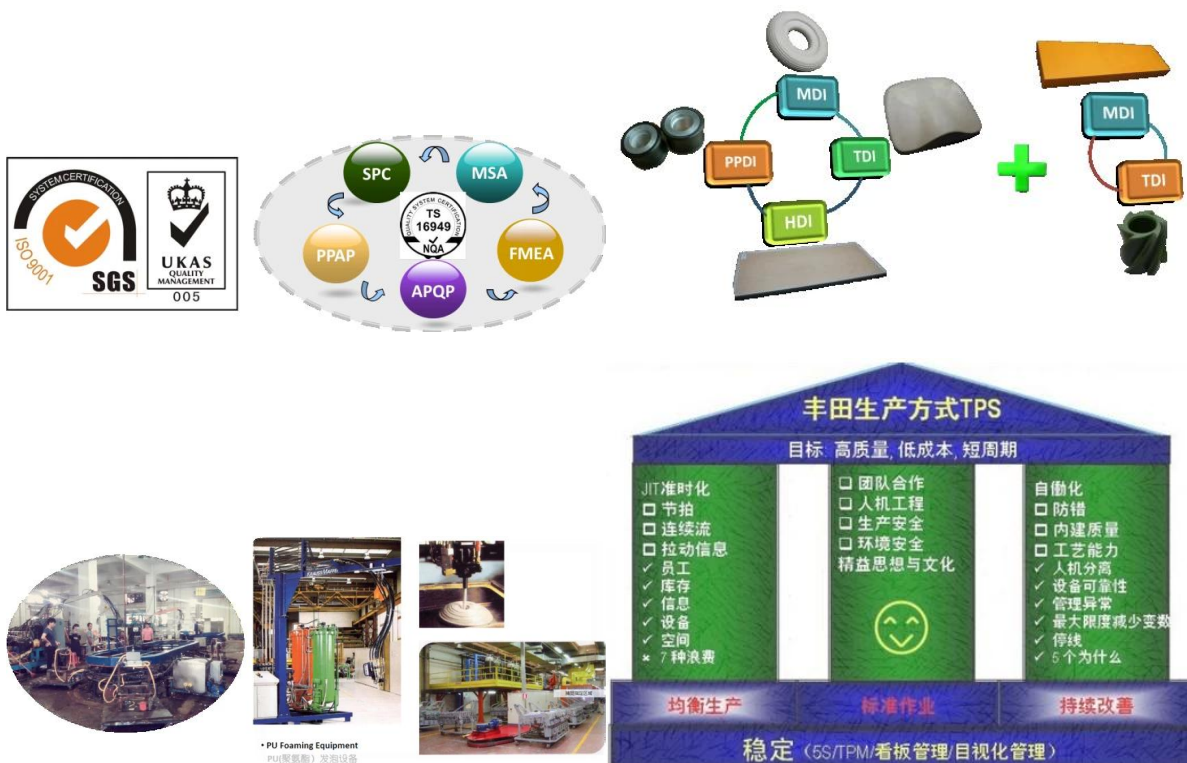 SYSTEM CERTIFICATION
ISO 9001
SGS
UKAS
QUALITY
MANAGEMENT
005
SPC
MSA
PPAP
FMEA
APQP
QUALITY SYSTEM CERTIFICATION
TS
16949
NQA
MDI
PPDI
TDI
HDI
MDI
TDI
丰田生产方式TPS
目标: 高质量, 低成本, 短周期
JIT准时化
节拍
连续流
拉动信息
✓ 员工
✓ 库存
✓ 信息
✓ 设备
✓ 空间
× 7 种浪费
团队合作
人机工程
生产安全
环境安全
精益思想与文化
自働化
防错
内建质量
工艺能力
✓ 人机分离
✓ 设备可靠性
✓ 管理异常
✓ 最大限度减少变数
✓ 停线
✓ 5个为什么
均衡生产
标准作业
持续改善
稳定（5S/TPM/看板管理/目视化管理）
• PU Foaming Equipment
PU(聚氨酯）发泡设备